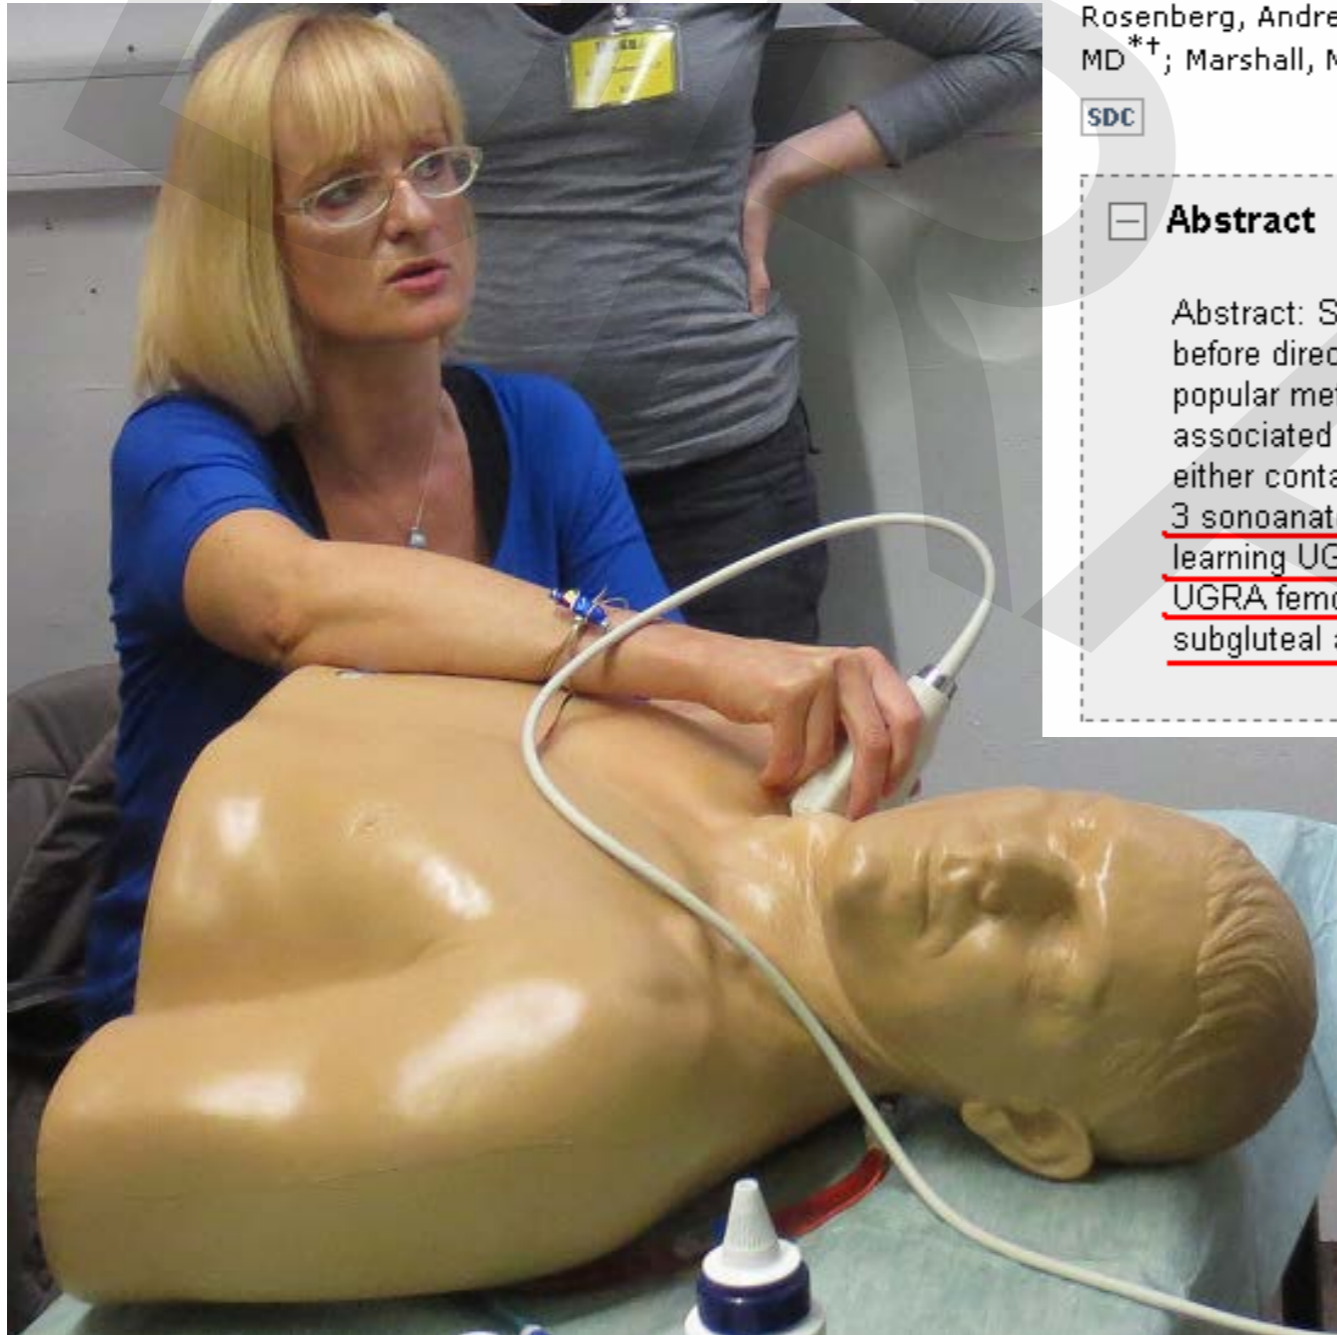 Rosenberg, Andre
MD*†; Marshall, M
SDC
Abstract
Abstract: S
before direc
popular met
associated
either conta
3 sonoanat
learning UG
UGRA femo
subgluteal a